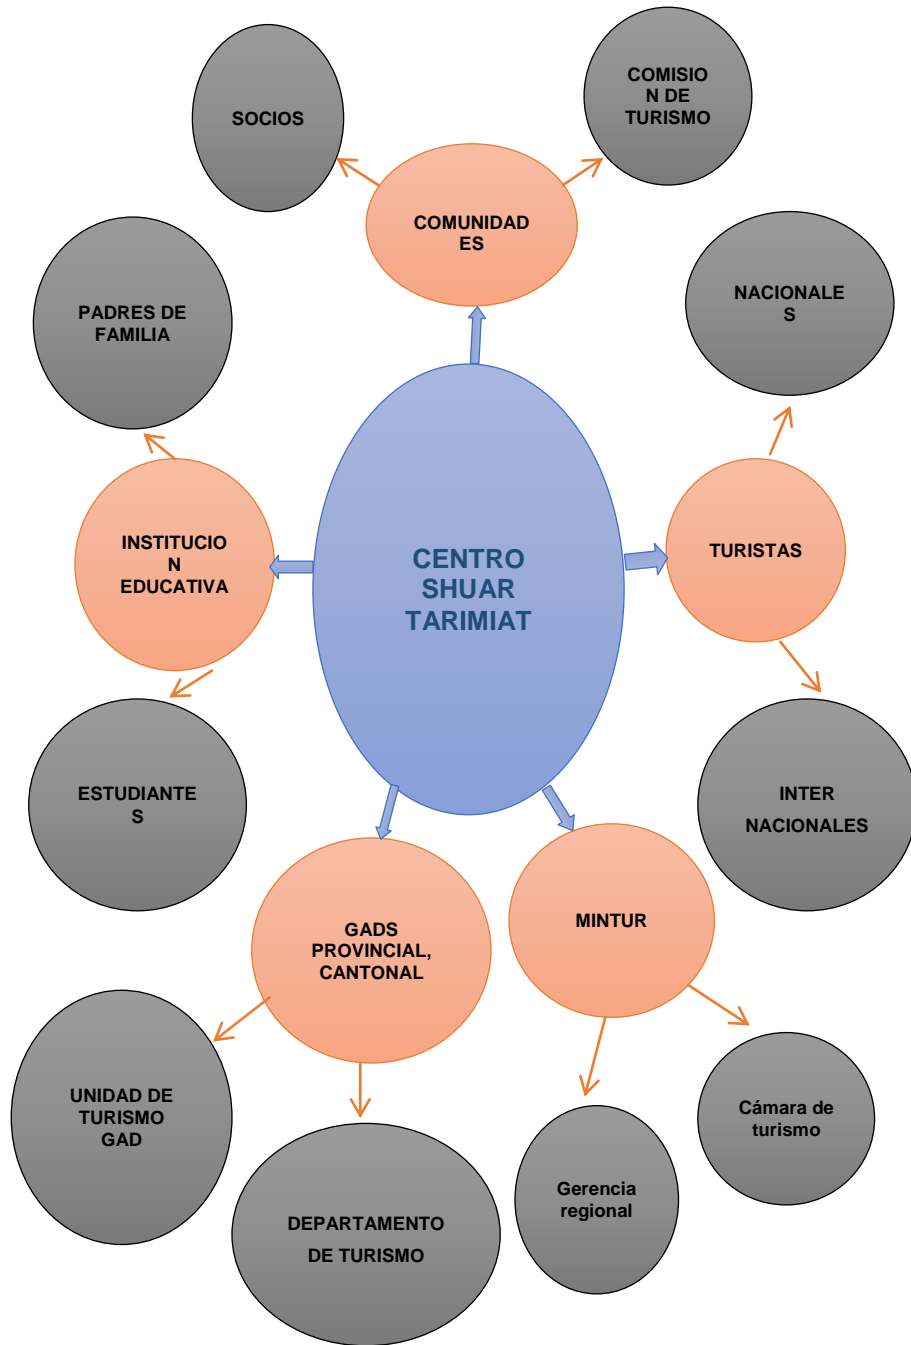 SOCIOS
COMISIO
N DE
TURISMO
COMUNIDAD
ES
PADRES DE
FAMILIA
NACIONALE
S
INSTITUCIO
N
EDUCATIVA
CENTRO
SHUAR
TARIMIAT
TURISTAS
ESTUDIANTE
S
INTER
NACIONALES
GADS
PROVINCIAL,
CANTONAL
MINTUR
UNIDAD DE
TURISMO
GAD
DEPARTAMENTO
DE TURISMO
Gerencia
regional
Cámara de
turismo